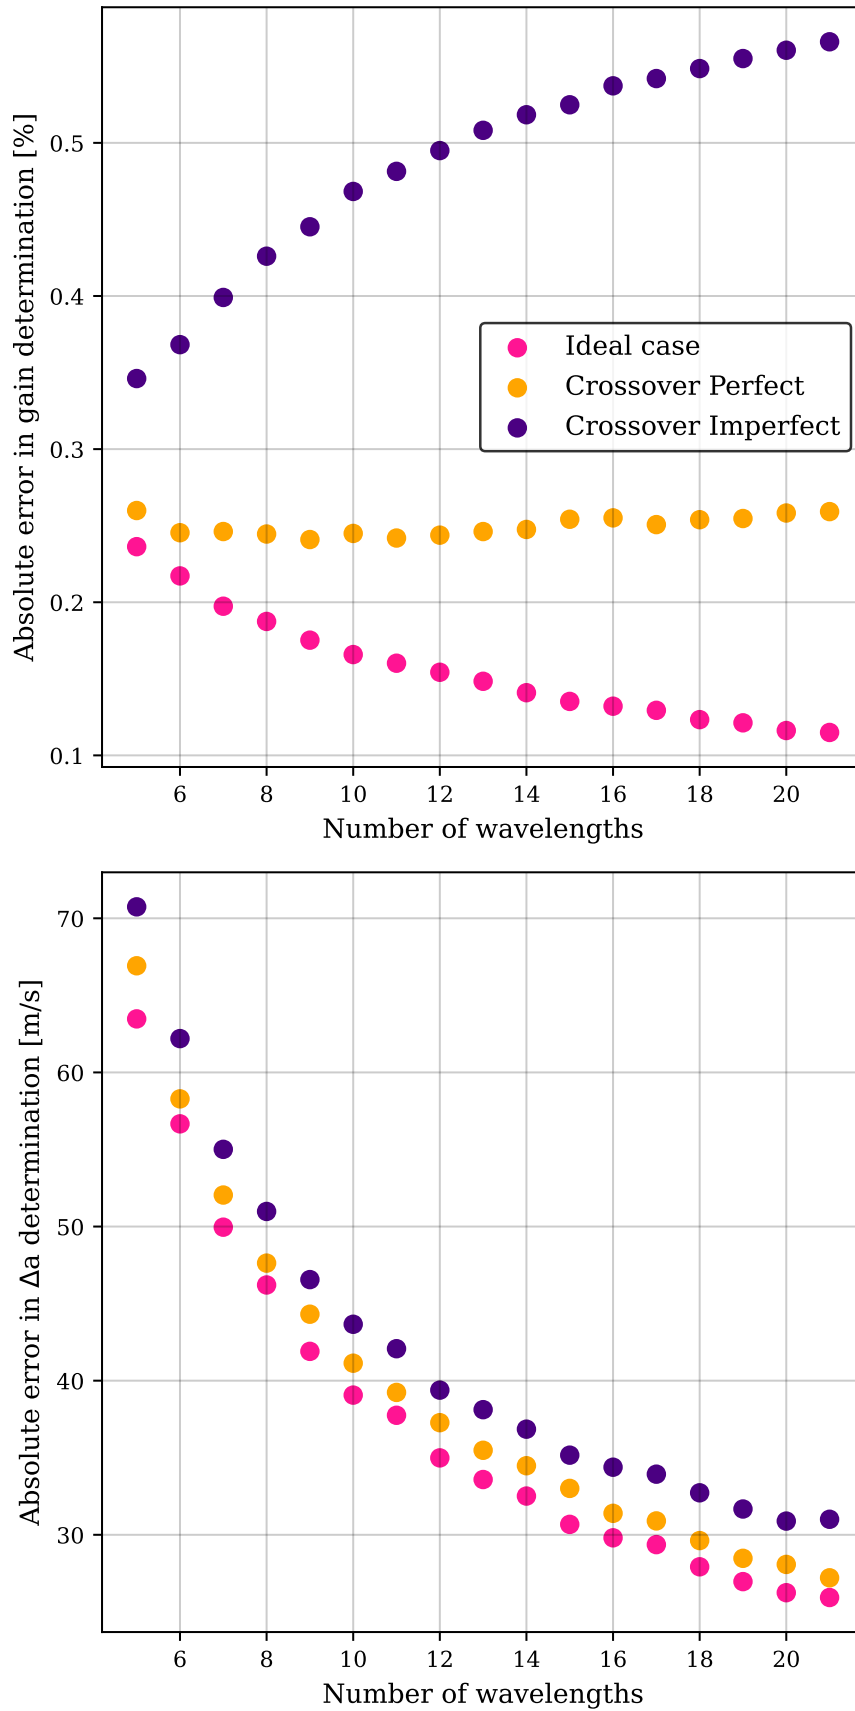 Absolute error in gain determination [%]
0.5
0.4
0.3
0.2
0.1
Ideal case
Crossover Perfect
Crossover Imperfect
6 8 10 12 14 16 18 20
Number of wavelengths
Absolute error in Δa determination [m/s]
70
60
50
40
30
6 8 10 12 14 16 18 20
Number of wavelengths